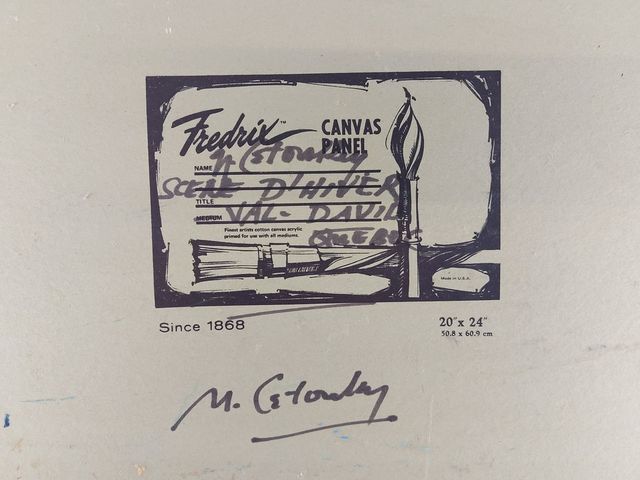 Fredrix™
CANVAS
PANEL
NAME
SCENE D'HIVER
TITLE
MEDIUM VAL-DAVID
Finest artists cotton canvas acrylic
primed for use with all mediums.
QUEBEC
Made in U.S.A.
Since 1868
20" x 24"
50.8 x 60.9 cm
M.